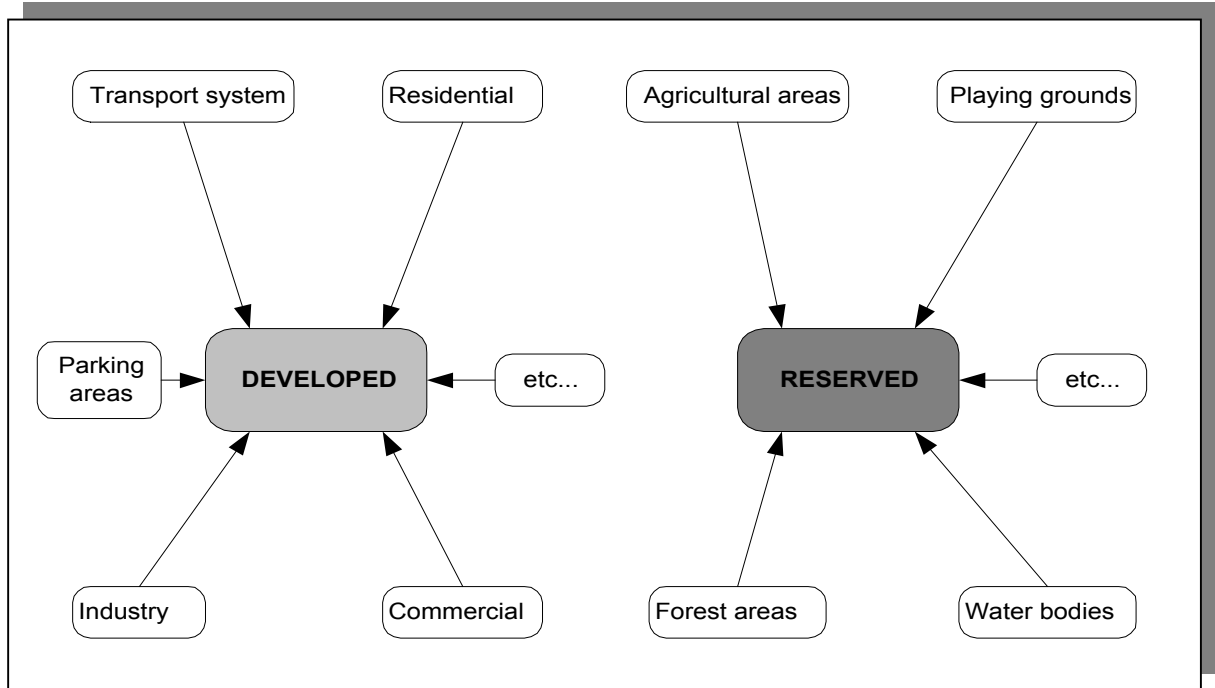 Transport system
Residential
Agricultural areas
Playing grounds
Parking
areas
DEVELOPED
etc...
RESERVED
etc...
Industry
Commercial
Forest areas
Water bodies